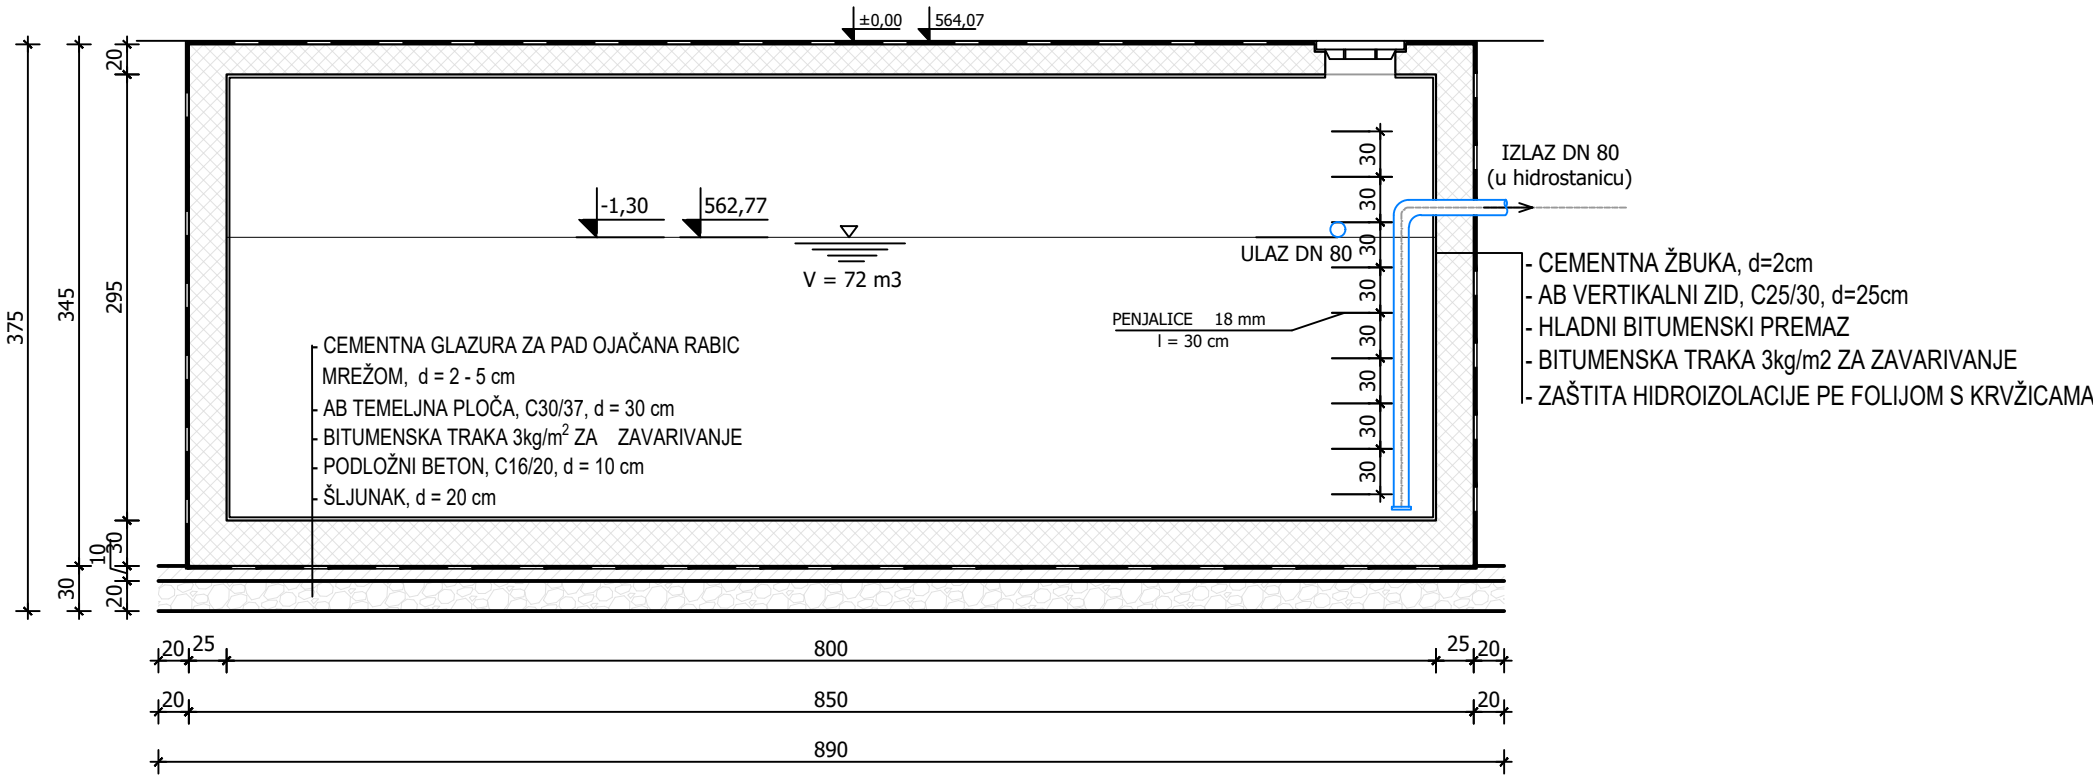 ±0,00
564,07
-1,30
562,77
V = 72 m3
ULAZ DN 80
IZLAZ DN 80
(u hidrostanicu)
PENJALICE 18 mm
l = 30 cm
30
30
30
30
30
30
30
30
- CEMENTNA ŽBUKA, d=2cm
- AB VERTIKALNI ZID, C25/30, d=25cm
- HLADNI BITUMENSKI PREMAZ
- BITUMENSKA TRAKA 3kg/m2 ZA ZAVARIVANJE
- ZAŠTITA HIDROIZOLACIJE PE FOLIJOM S KRVŽICAMA
- CEMENTNA GLAZURA ZA PAD OJAČANA RABIC
MREŽOM, d = 2 - 5 cm
- AB TEMELJNA PLOČA, C30/37, d = 30 cm
- BITUMENSKA TRAKA 3kg/m² ZA ZAVARIVANJE
- PODLOŽNI BETON, C16/20, d = 10 cm
- ŠLJUNAK, d = 20 cm
375
345
30
20
295
30
10
20
20 25 800 25 20
20 850 20
890